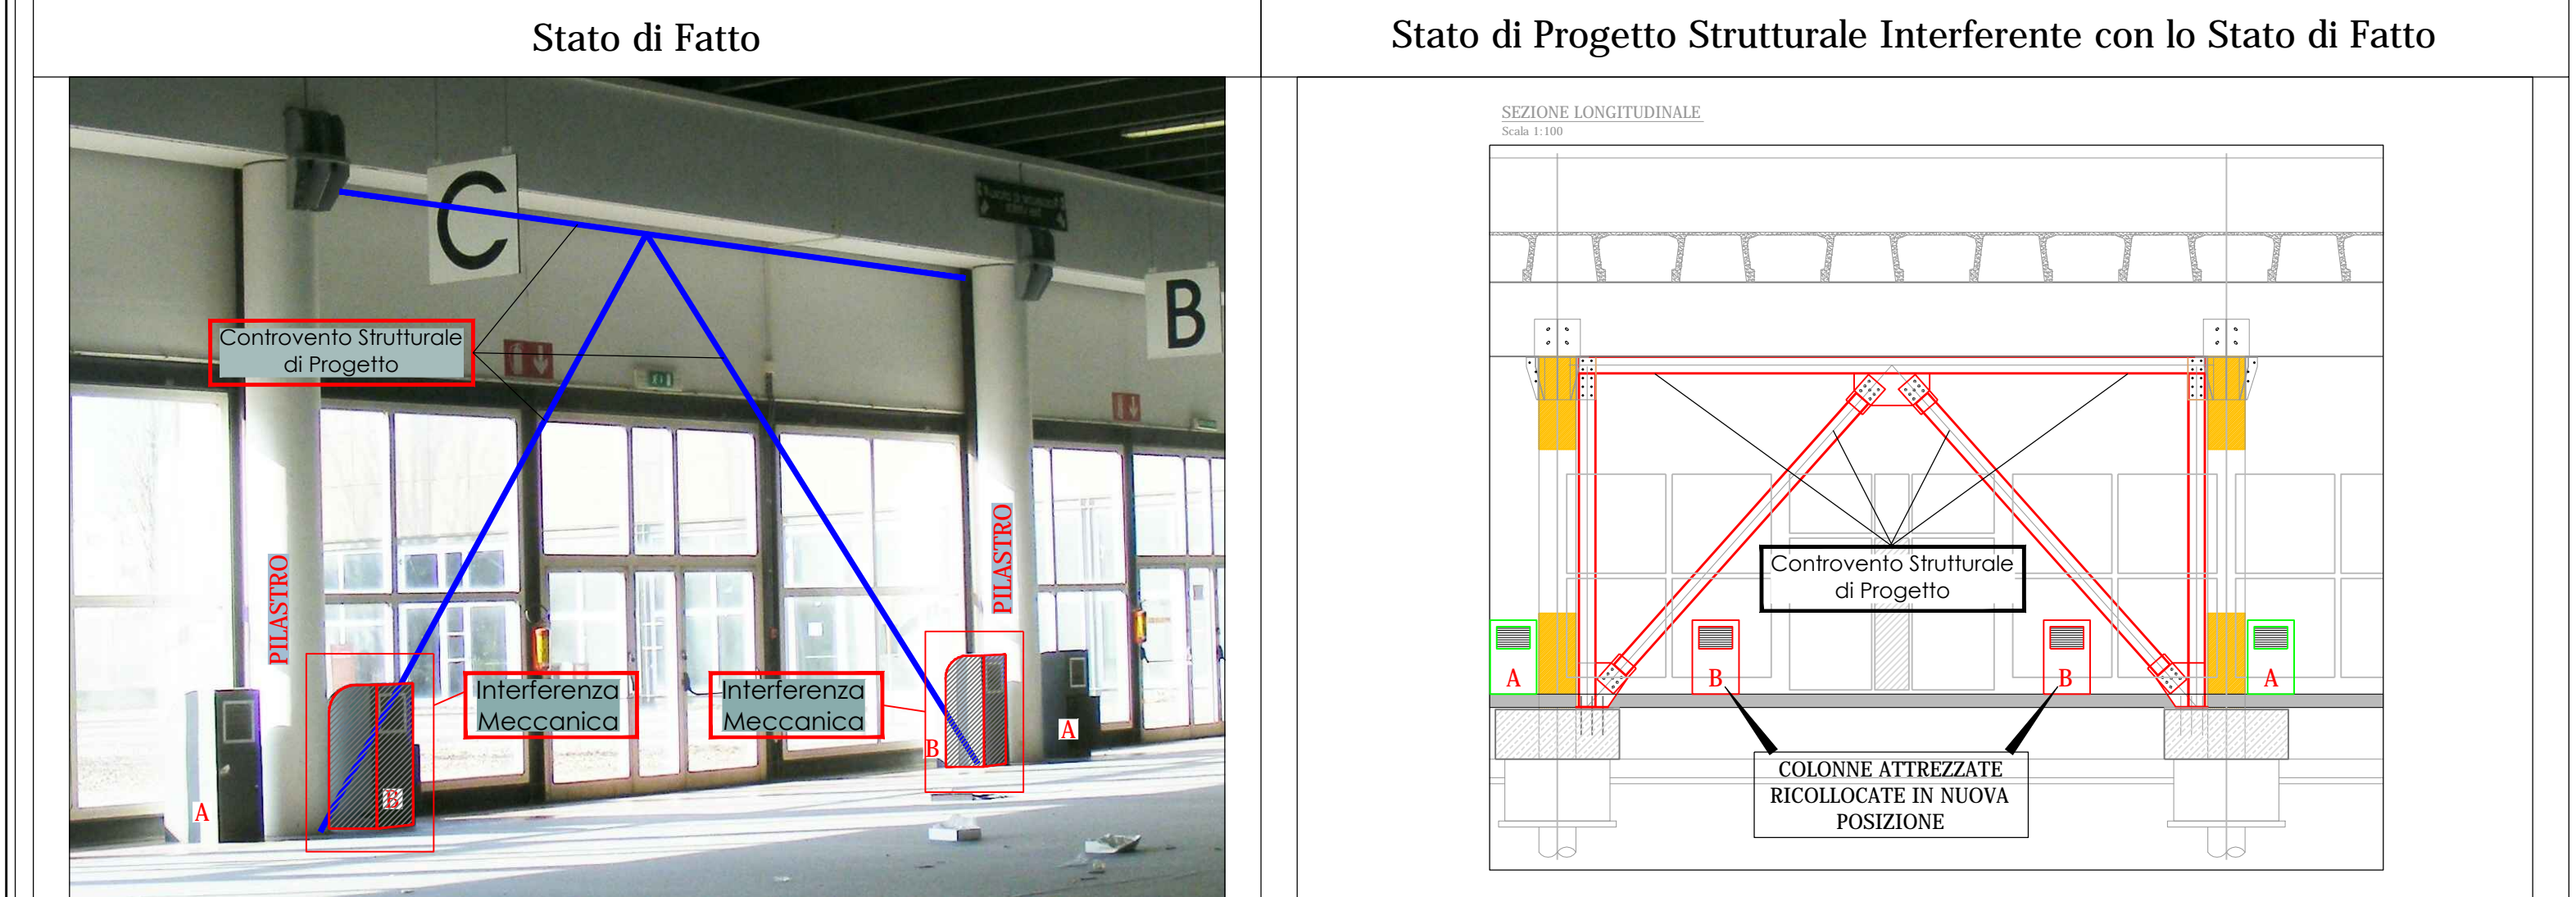 Stato di Fatto
Stato di Progetto Strutturale Interferente con lo Stato di Fatto
C
B
Controvento Strutturale
di Progetto
PILASTRO
PILASTRO
Interferenza
Meccanica
Interferenza
Meccanica
A
B
B
A
SEZIONE LONGITUDINALE
Scala 1:100
Controvento Strutturale
di Progetto
A
B
B
A
COLONNE ATTREZZATE
RICOLLOCATE IN NUOVA
POSIZIONE